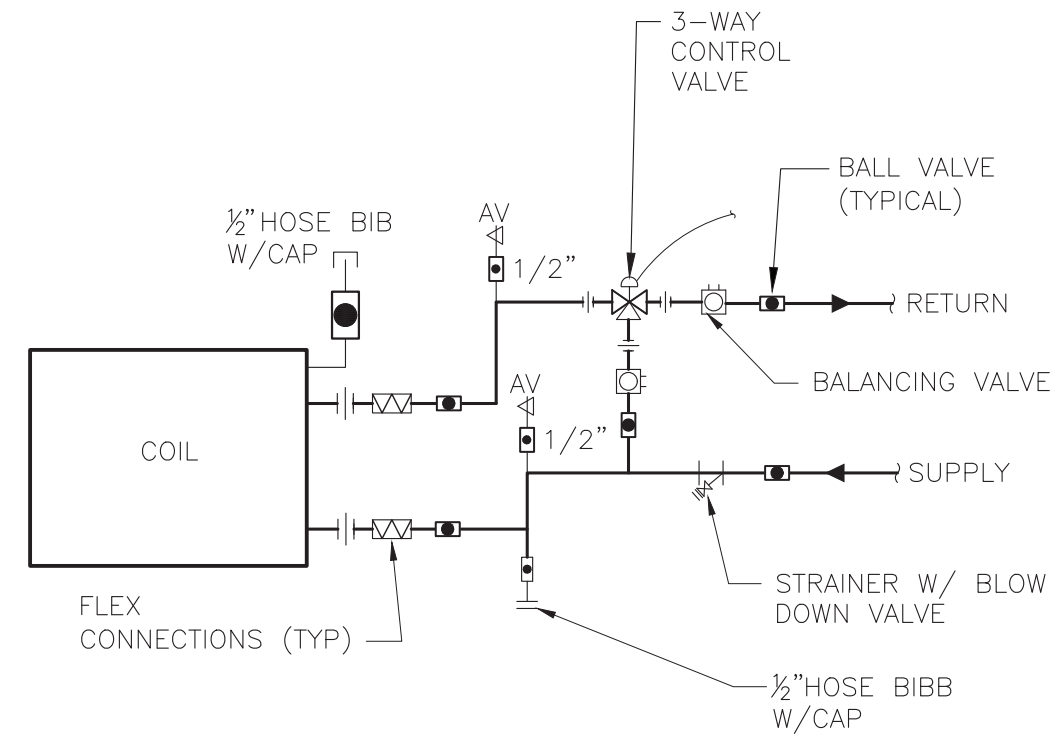 3-WAY
CONTROL
VALVE
BALL VALVE
(TYPICAL)
½"HOSE BIB
W/CAP
AV
1/2"
RETURN
BALANCING VALVE
AV
1/2"
COIL
SUPPLY
STRAINER W/ BLOW
DOWN VALVE
FLEX
CONNECTIONS (TYP)
½"HOSE BIBB
W/CAP